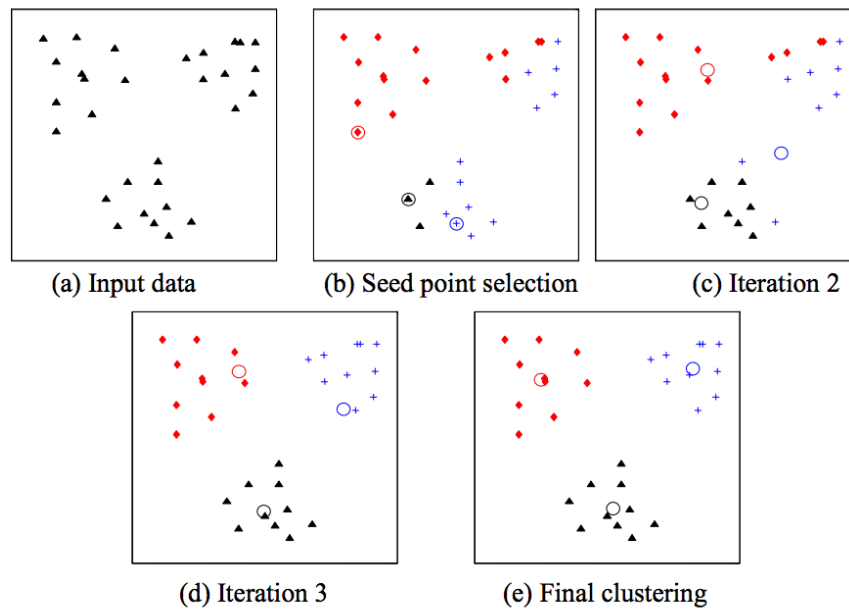 (a) Input data
(b) Seed point selection
(c) Iteration 2
(d) Iteration 3
(e) Final clustering